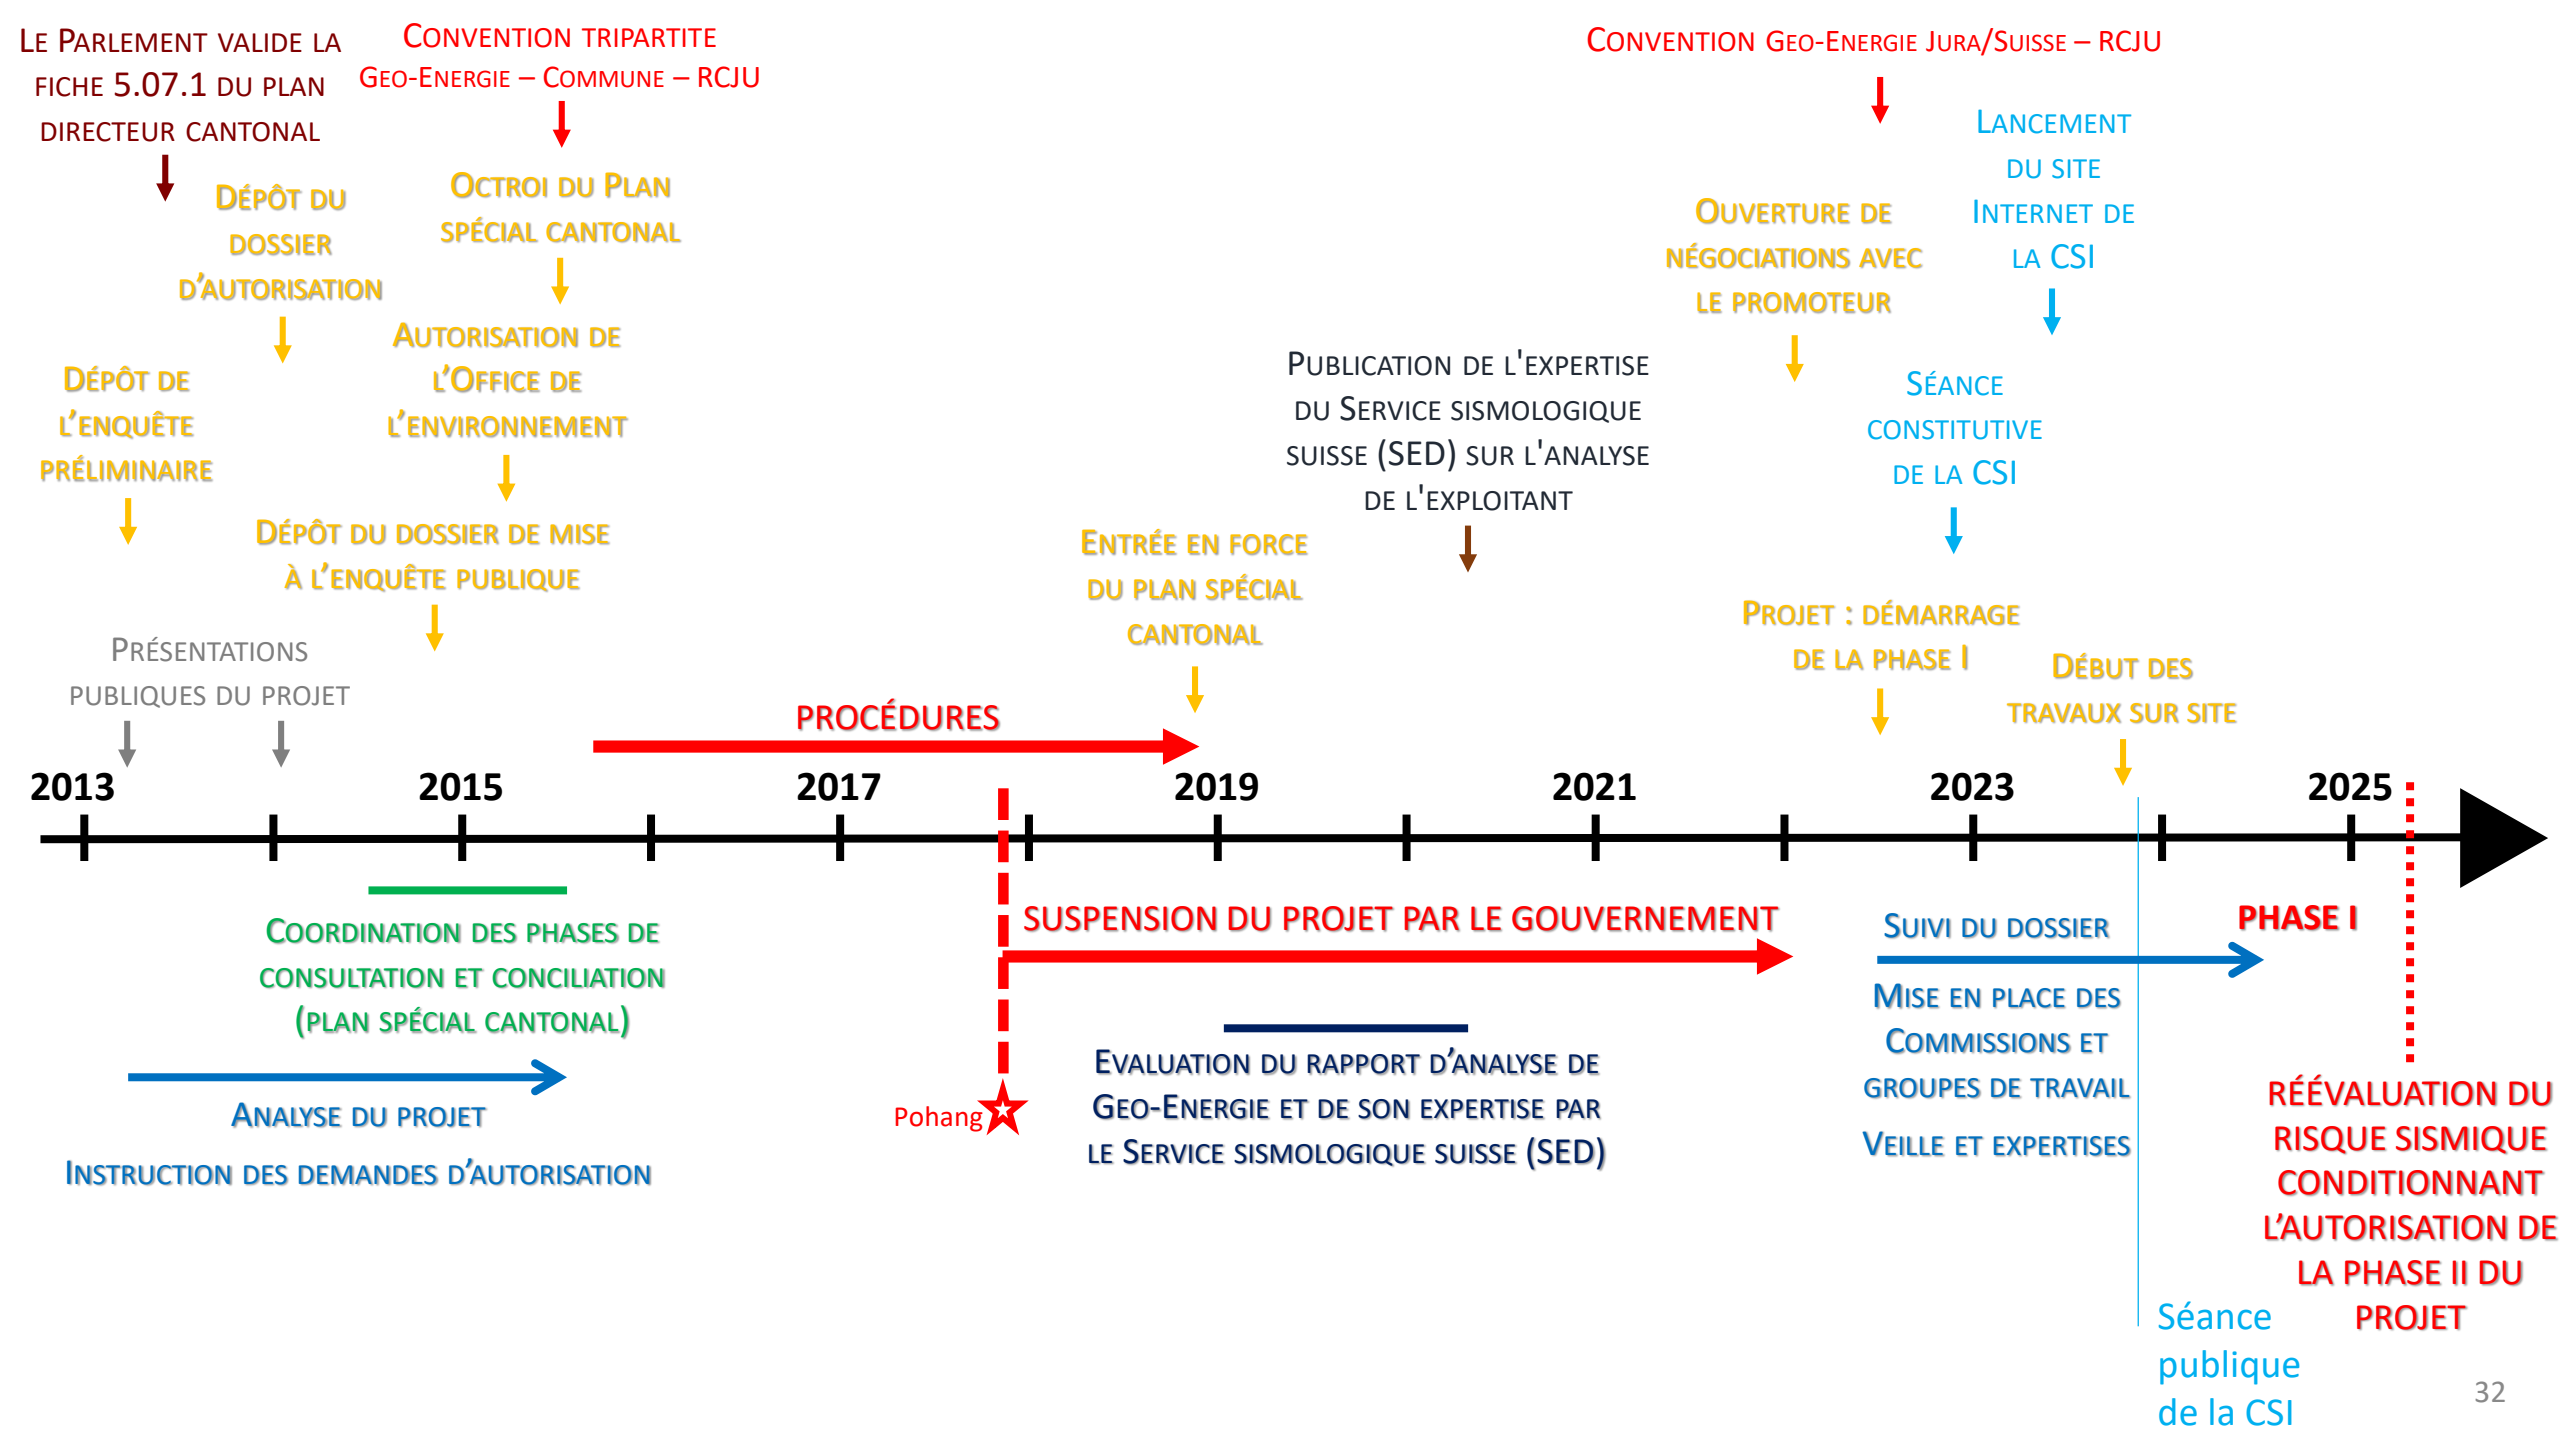 Le Parlement valide la
fiche 5.07.1 du plan
directeur cantonal
Convention tripartite
Geo-Energie – Commune – RCJU
Convention Geo-Energie Jura/Suisse – RCJU
Dépôt du
dossier
d’autorisation
Octroi du Plan
spécial cantonal
Dépôt de
l’enquête
préliminaire
Autorisation de
l’Office de
l’environnement
Dépôt du dossier de mise
à l’enquête publique
Présentations
publiques du projet
PROCÉDURES
Entrée en force
du plan spécial
cantonal
Publication de l'expertise
du Service sismologique
suisse (SED) sur l'analyse
de l'exploitant
Ouverture de
négociations avec
le promoteur
Lancement
du site
Internet de
la CSI
Séance
constitutive
de la CSI
Projet : démarrage
de la phase I
Début des
travaux sur site
2013
2015
2017
2019
2021
2023
2025
Coordination des phases de
consultation et conciliation
(plan spécial cantonal)
Analyse du projet
Instruction des demandes d’autorisation
Pohang
SUSPENSION DU PROJET PAR LE GOUVERNEMENT
Evaluation du rapport d’analyse de
Geo-Energie et de son expertise par
le Service sismologique suisse (SED)
Suivi du dossier
Mise en place des
Commissions et
groupes de travail
Veille et expertises
PHASE I
RÉÉVALUATION DU
RISQUE SISMIQUE
CONDITIONNANT
L’AUTORISATION DE
LA PHASE II DU
PROJET
Séance
publique
de la CSI
32